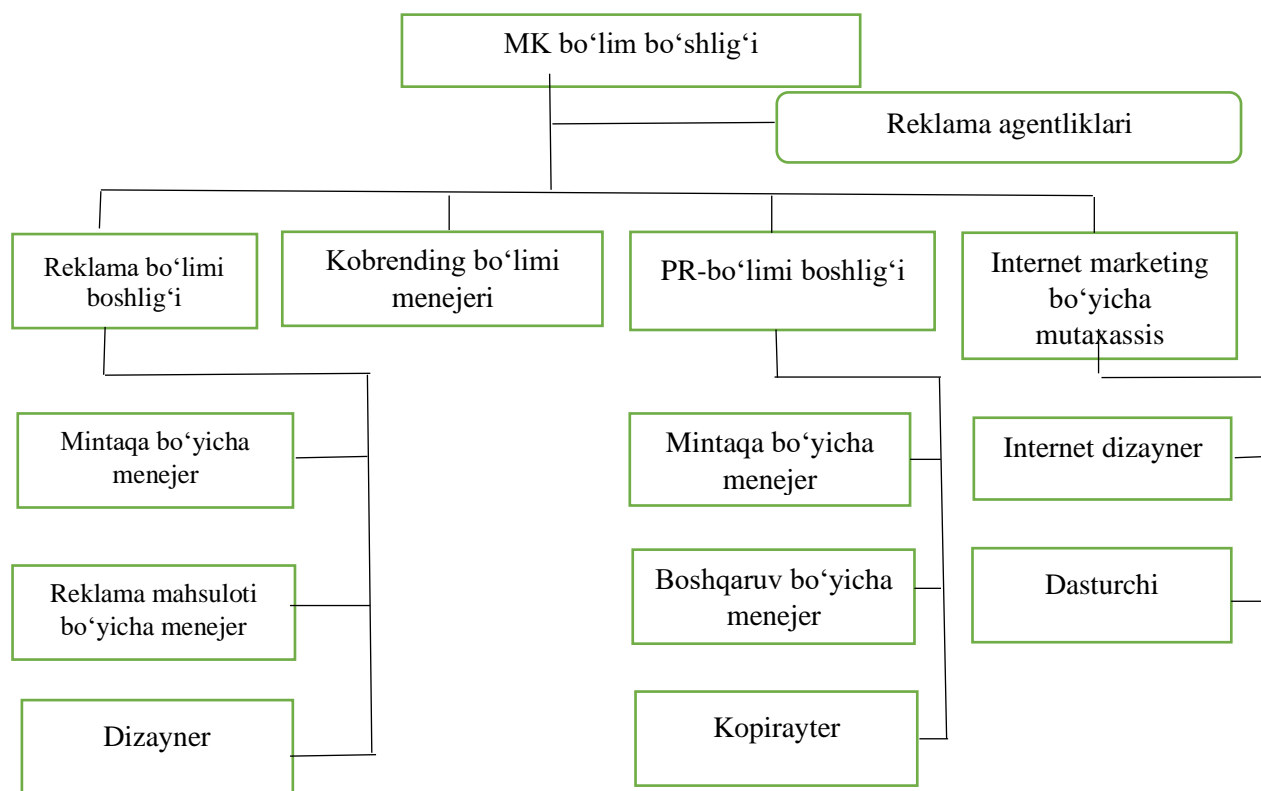 MK bo‘lim bo‘shlig‘i
Reklama agentliklari
Reklama bo‘limi
boshlig‘i
Kobrending bo‘limi
menejeri
PR-bo‘limi boshlig‘i
Internet marketing
bo‘yicha
mutaxassis
Mintaqa bo‘yicha
menejer
Mintaqa bo‘yicha
menejer
Internet dizayner
Reklama mahsuloti
bo‘yicha menejer
Boshqaruv bo‘yicha
menejer
Dasturchi
Dizayner
Kopirayter